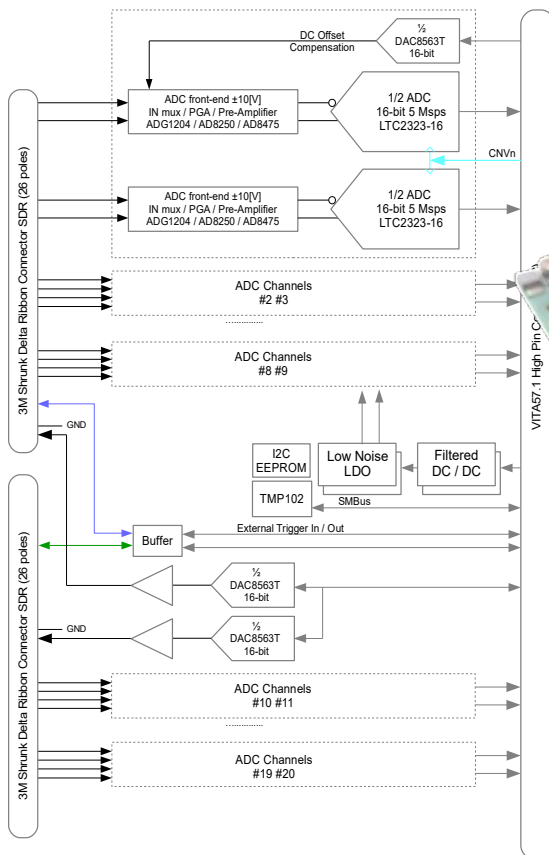 ½
DAC8563T
16-bit
DC Offset
Compensation
ADC front-end ±10[V]
IN mux / PGA / Pre-Amplifier
ADG1204 / AD8250 / AD8475
1/2 ADC
16-bit 5 Msps
LTC2323-16
CNVn
ADC front-end ±10[V]
IN mux / PGA / Pre-Amplifier
ADG1204 / AD8250 / AD8475
1/2 ADC
16-bit 5 Msps
LTC2323-16
3M Shrunk Delta Ribbon Connector SDR (26 poles)
ADC Channels
#2 #3
...............
ADC Channels
#8 #9
VITA57.1 High Pin
GND
I2C
EEPROM
Low Noise
LDO
Filtered
DC / DC
TMP102
SMBus
External Trigger In / Out
Buffer
½
DAC8563T
16-bit
GND
½
DAC8563T
16-bit
3M Shrunk Delta Ribbon Connector SDR (26 poles)
ADC Channels
#10 #11
...............
ADC Channels
#19 #20